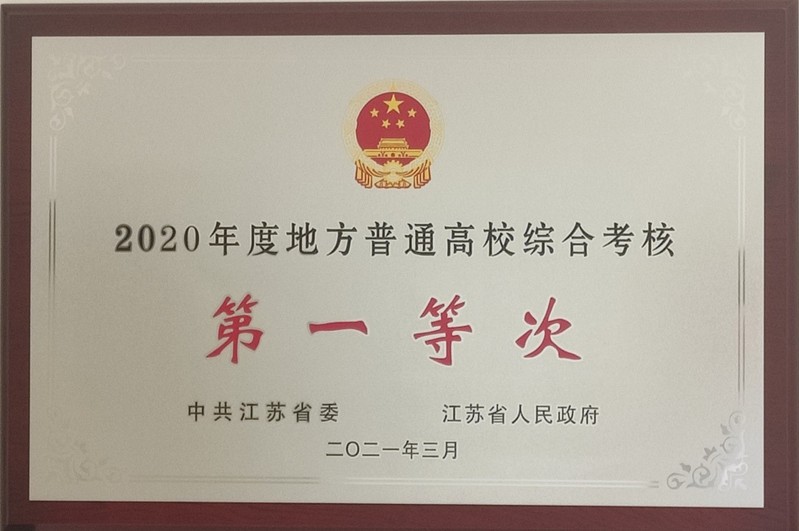 2020年度地方普通高校综合考核
第一等次
中共江苏省委 江苏省人民政府
二〇二一年三月